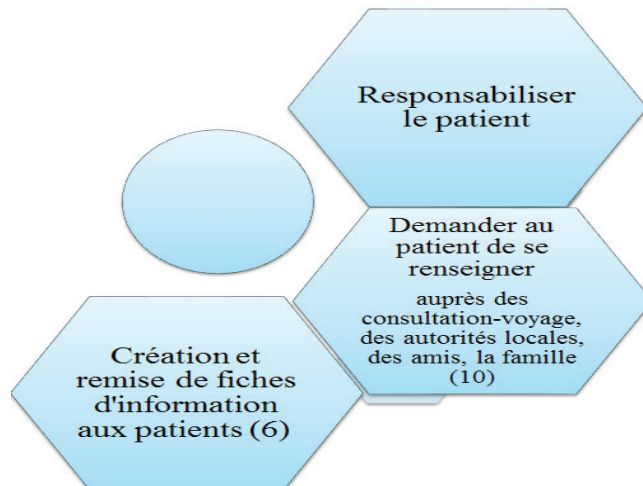 Responsabiliser
le patient
Demander au
patient de se
renseigner
auprès des
consultation-voyage,
des autorités locales,
des amis, la famille
(10)
Création et
remise de fiches
d'information
aux patients (6)